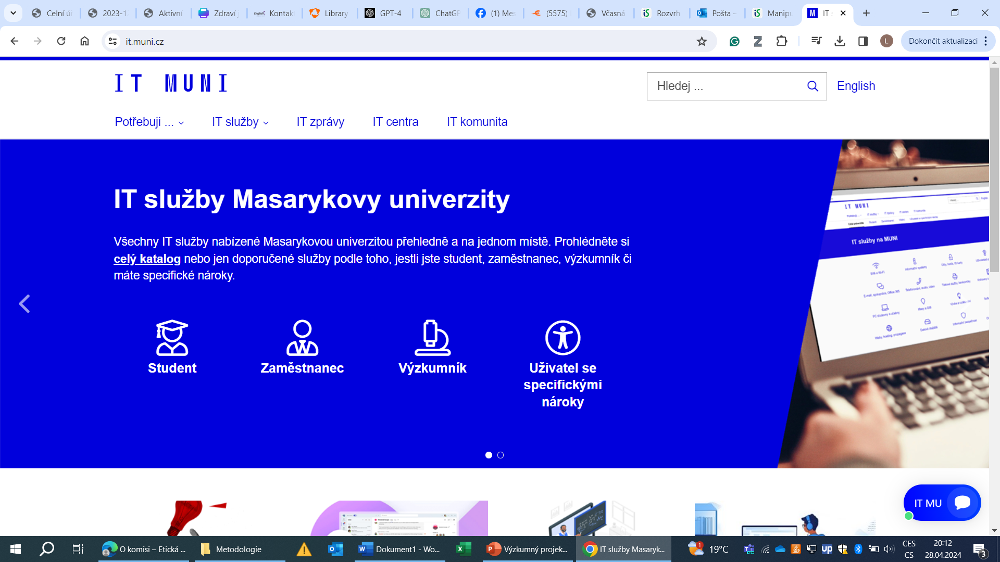 Celní úř
2023-1
Aktivní
Zdraví j
Kontak
Library
GPT-4
ChatGP
(1) Mes
(5575)
Včasná
Rozvrh
Pošta –
Manipu
IT s
it.muni.cz
L
Dokončit aktualizaci
IT MUNI
Hledej ...
English
Potřebuji ...
IT služby
IT zprávy
IT centra
IT komunita
IT služby Masarykovy univerzity
Všechny IT služby nabízené Masarykovou univerzitou přehledně a na jednom místě. Prohlédněte si
celý katalog nebo jen doporučené služby podle toho, jestli jste student, zaměstnanec, výzkumník či
máte specifické nároky.
Student
Zaměstnanec
Výzkumník
Uživatel se
specifickými
nároky
IT MUNI
IT služby na MUNI
IT MU
O komisi – Etická ...
Metodologie
Dokument1 - Wo...
Výzkumný projek...
IT služby Masaryk...
1
19°C
CES
CS
20:12
28.04.2024
3